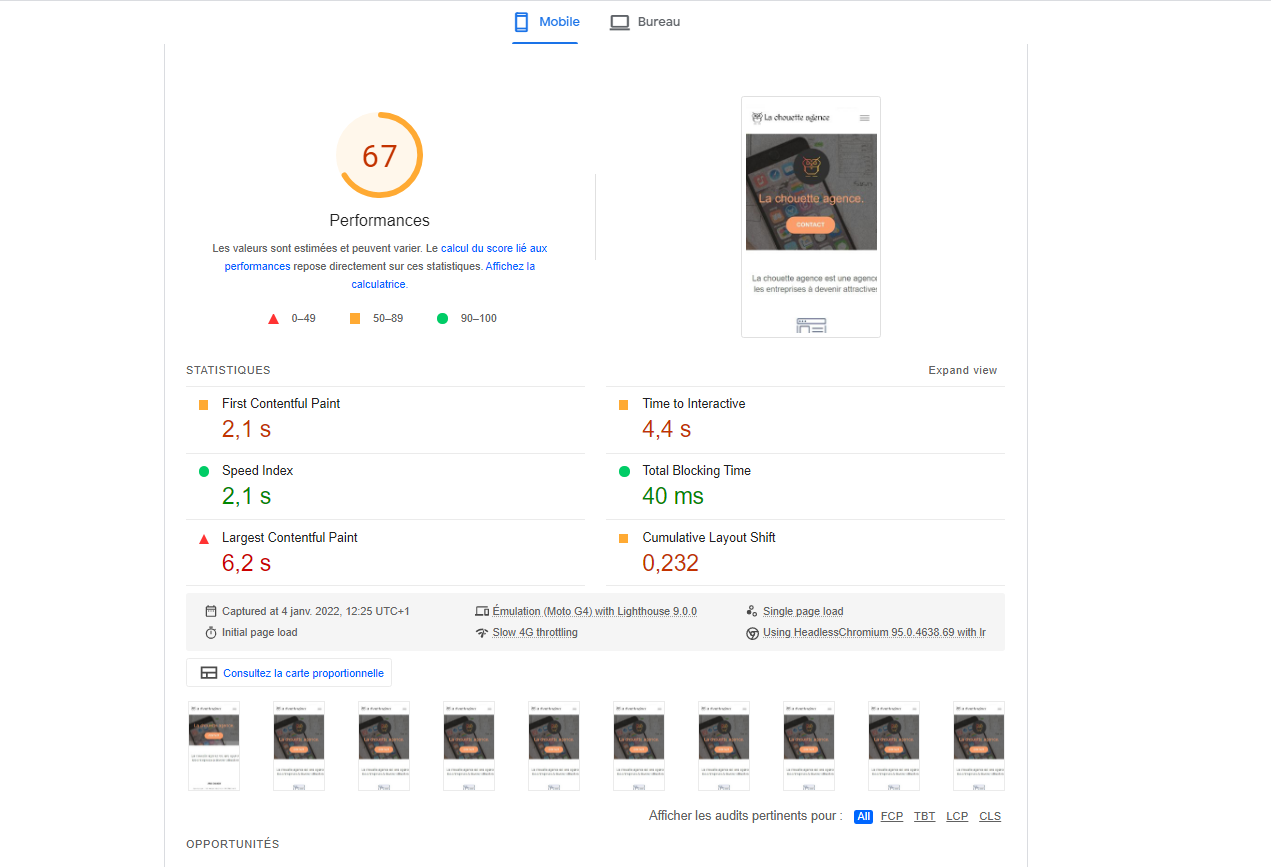 Mobile
Bureau
67
Performances
Les valeurs sont estimées et peuvent varier. Le calcul du score lié aux
performances repose directement sur ces statistiques. Affichez la
calculatrice.
0–49
50–89
90–100
La chouette agence
La chouette agence.
CONTACT
La chouette agence est une agenc
les entreprises à devenir attractives
STATISTIQUES
Expand view
First Contentful Paint
2,1 s
Time to Interactive
4,4 s
Speed Index
2,1 s
Total Blocking Time
40 ms
Largest Contentful Paint
6,2 s
Cumulative Layout Shift
0,232
Captured at 4 janv. 2022, 12:25 UTC+1
Émulation (Moto G4) with Lighthouse 9.0.0
Single page load
Initial page load
Slow 4G throttling
Using HeadlessChromium 95.0.4638.69 with lr
Consultez la carte proportionnelle
Afficher les audits pertinents pour :
All
FCP
TBT
LCP
CLS
OPPORTUNITÉS